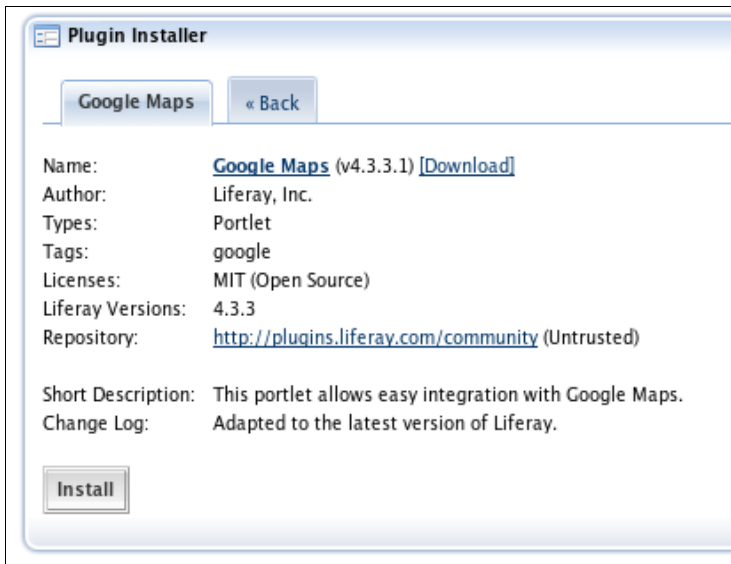 Plugin Installer
Google Maps « Back
Name: Google Maps (v4.3.3.1) [Download]
Author: Liferay, Inc.
Types: Portlet
Tags: google
Licenses: MIT (Open Source)
Liferay Versions: 4.3.3
Repository: http://plugins.liferay.com/community (Untrusted)
Short Description: This portlet allows easy integration with Google Maps.
Change Log: Adapted to the latest version of Liferay.
Install